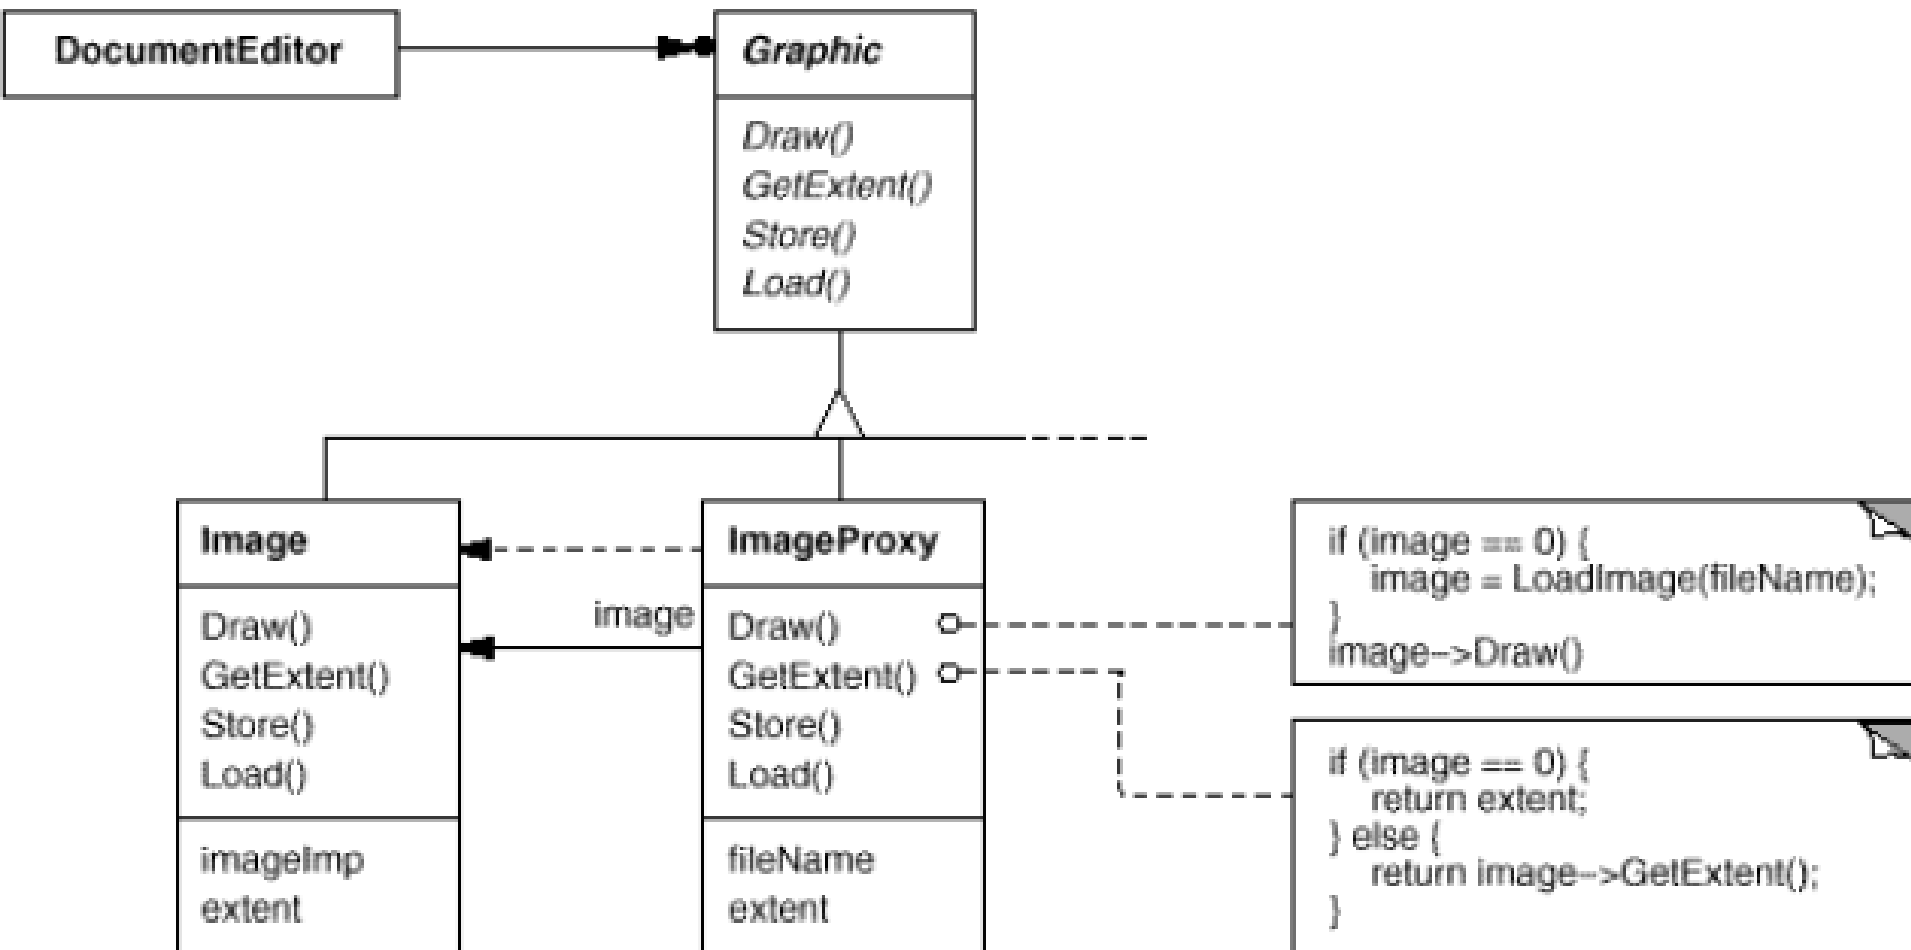 DocumentEditor
Graphic
Draw()
GetExtent()
Store()
Load()
Image
Draw()
GetExtent()
Store()
Load()
imageImp
extent
image
ImageProxy
Draw()
GetExtent()
Store()
Load()
fileName
extent
if (image == 0) {
image = LoadImage(fileName);
}
image->Draw()
if (image == 0) {
return extent;
} else {
return image->GetExtent();
}